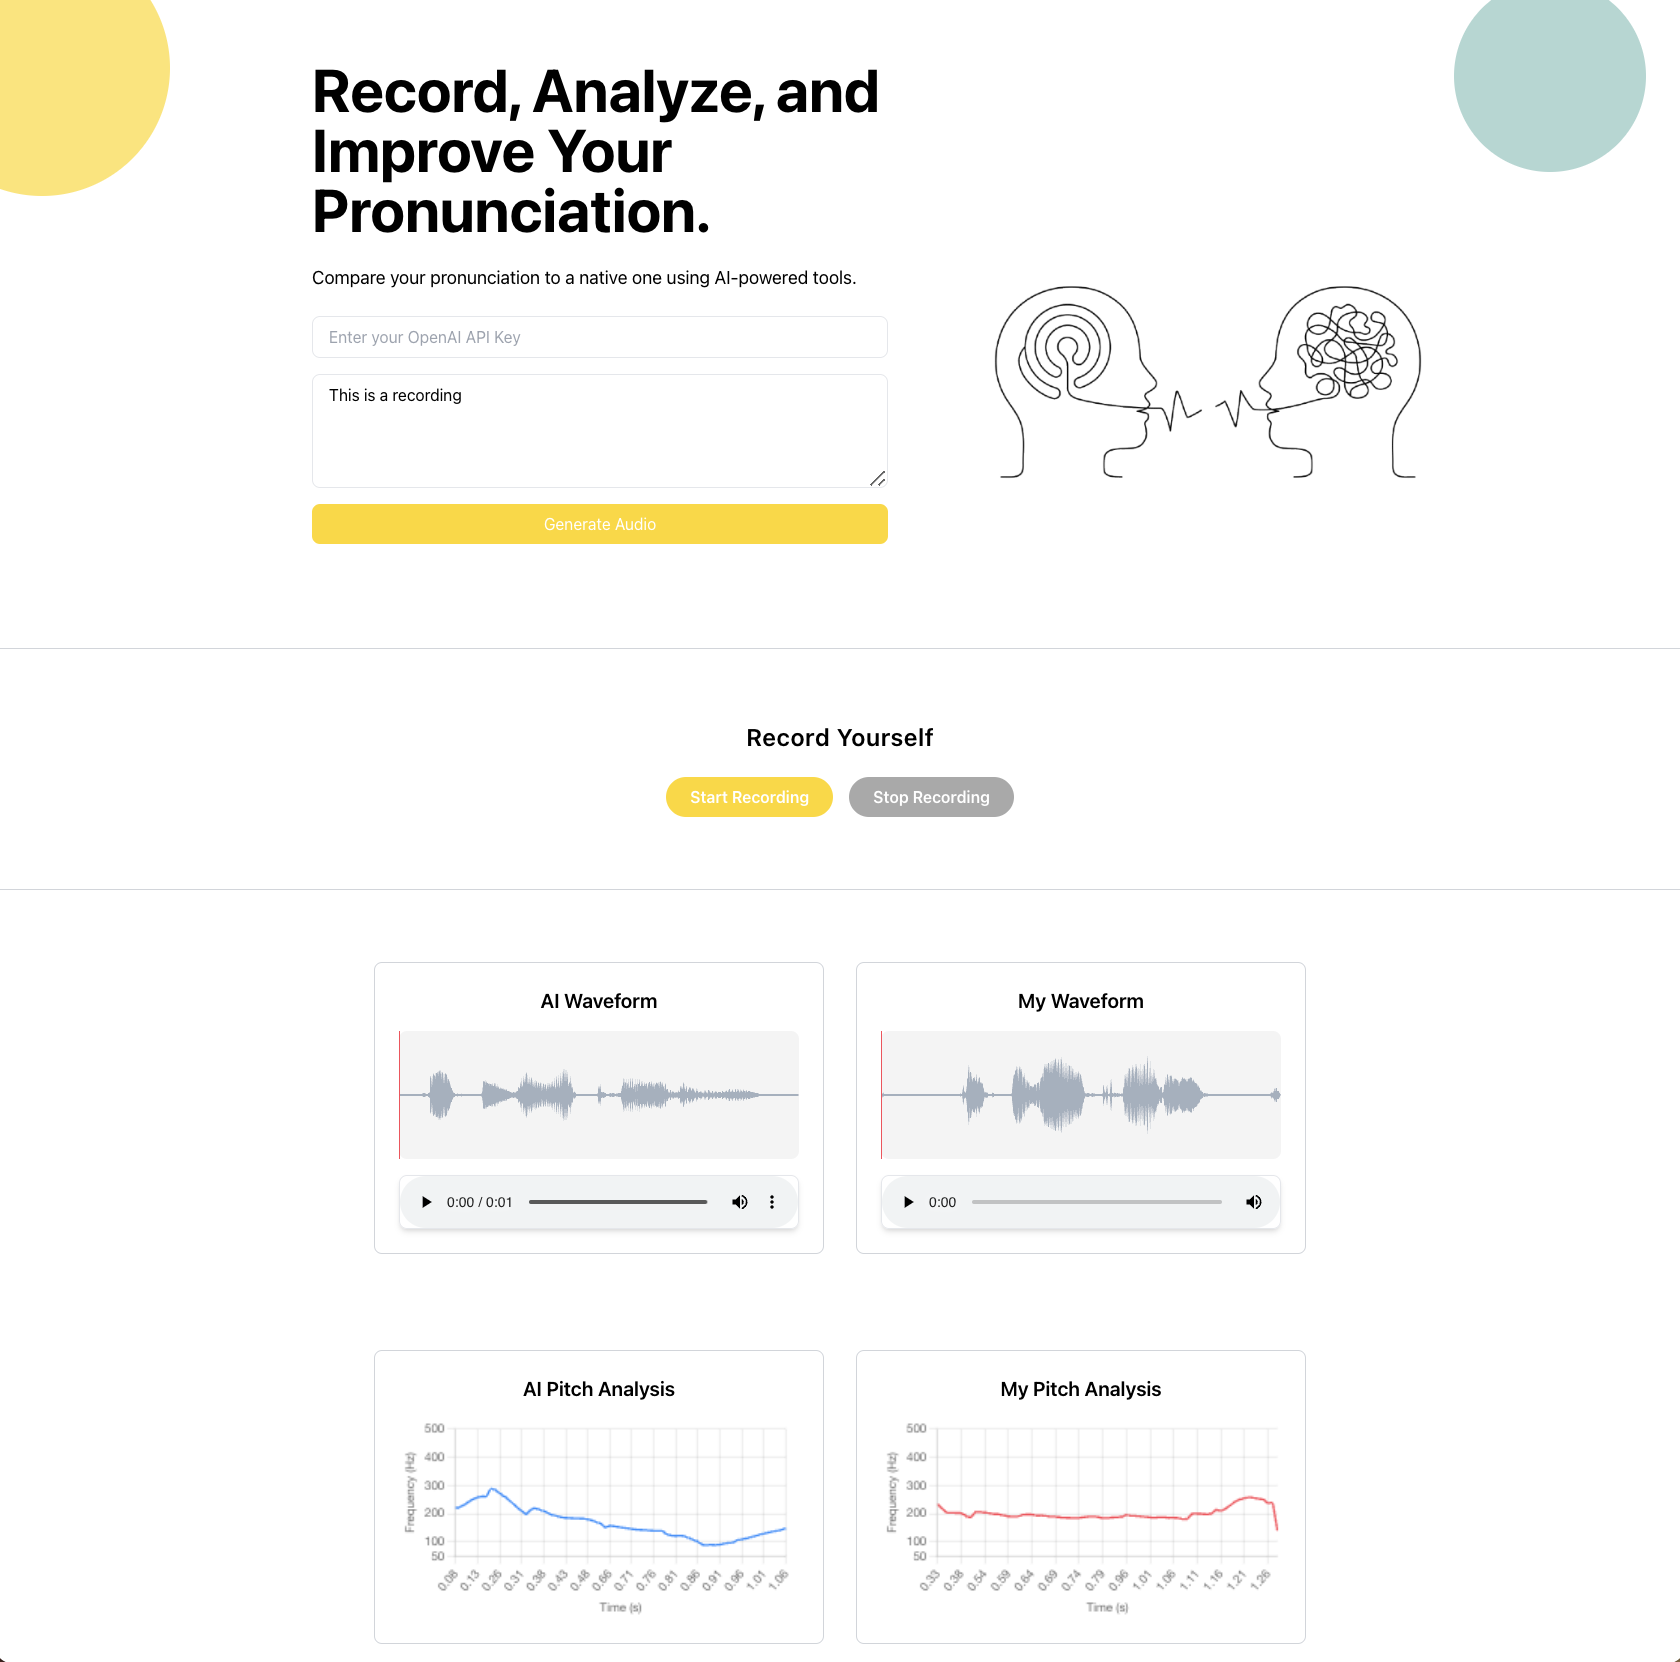 Record, Analyze, and
Improve Your
Pronunciation.
Compare your pronunciation to a native one using AI-powered tools.
Enter your OpenAI API Key
This is a recording
Generate Audio
Record Yourself
Start Recording
Stop Recording
AI Waveform
0:00 / 0:01
My Waveform
0:00
AI Pitch Analysis
500
400
300
200
100
50
Frequency (Hz)
0.08 0.13 0.26 0.31 0.38 0.43 0.48 0.66 0.71 0.76 0.81 0.86 0.91 0.96 1.01 1.06
Time (s)
My Pitch Analysis
500
400
300
200
100
50
Frequency (Hz)
0.33 0.38 0.54 0.59 0.64 0.69 0.74 0.79 0.96 1.01 1.06 1.11 1.16 1.21 1.26
Time (s)